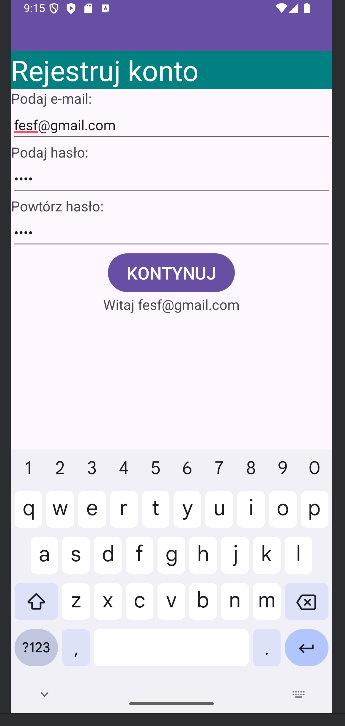 9:15
Rejestruj konto
Podaj e-mail:
fesf@gmail.com
Podaj hasło:
••••
Powtórz hasło:
••••
KONTYNUJ
Witaj fesf@gmail.com
1 2 3 4 5 6 7 8 9 0
q w e r t y u i o p
a s d f g h j k l
z x c v b n m
?123 , .